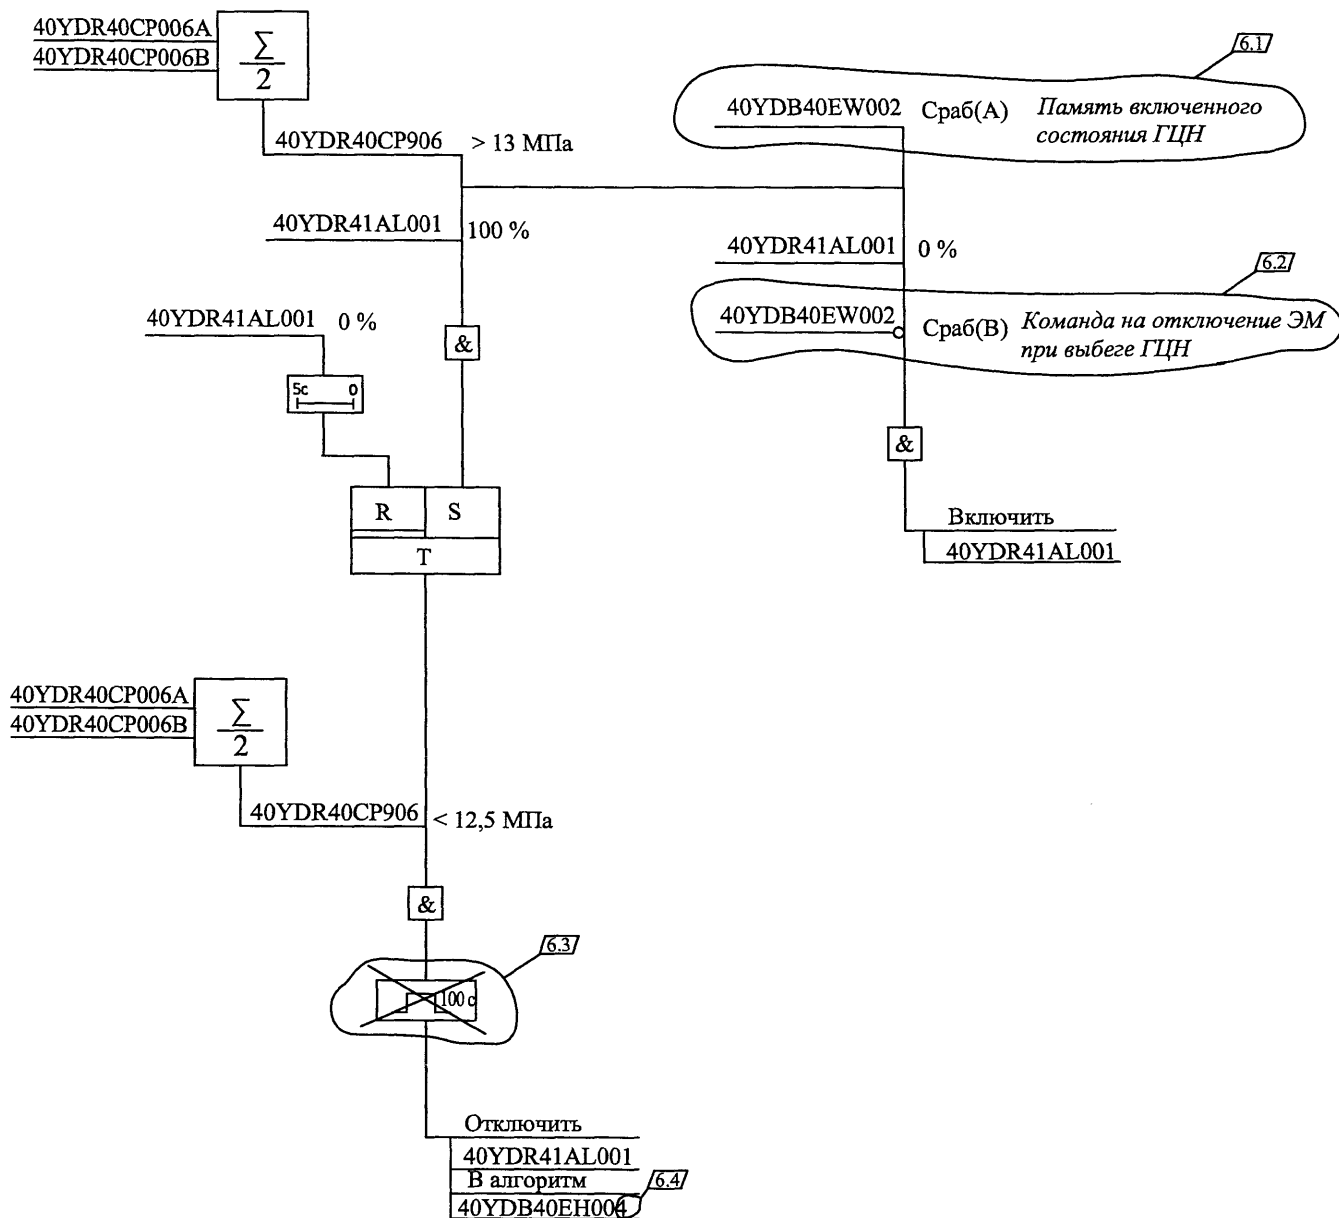 40YDR40CP006A
40YDR40CP006B
Σ
2
40YDR40CP906 > 13 МПа
40YDR41AL001 100 %
40YDR41AL001 0 %
&
5с 0
R S
T
6.1
40YDB40EW002 Сраб(А) Память включенного
состояния ГЦН
40YDR41AL001 0 %
6.2
40YDB40EW002 Сраб(В) Команда на отключение ЭМ
при выбеге ГЦН
&
Включить
40YDR41AL001
40YDR40CP006A
40YDR40CP006B
Σ
2
40YDR40CP906 < 12,5 МПа
&
6.3
100 с
Отключить
40YDR41AL001
В алгоритм
6.4
40YDB40EH004